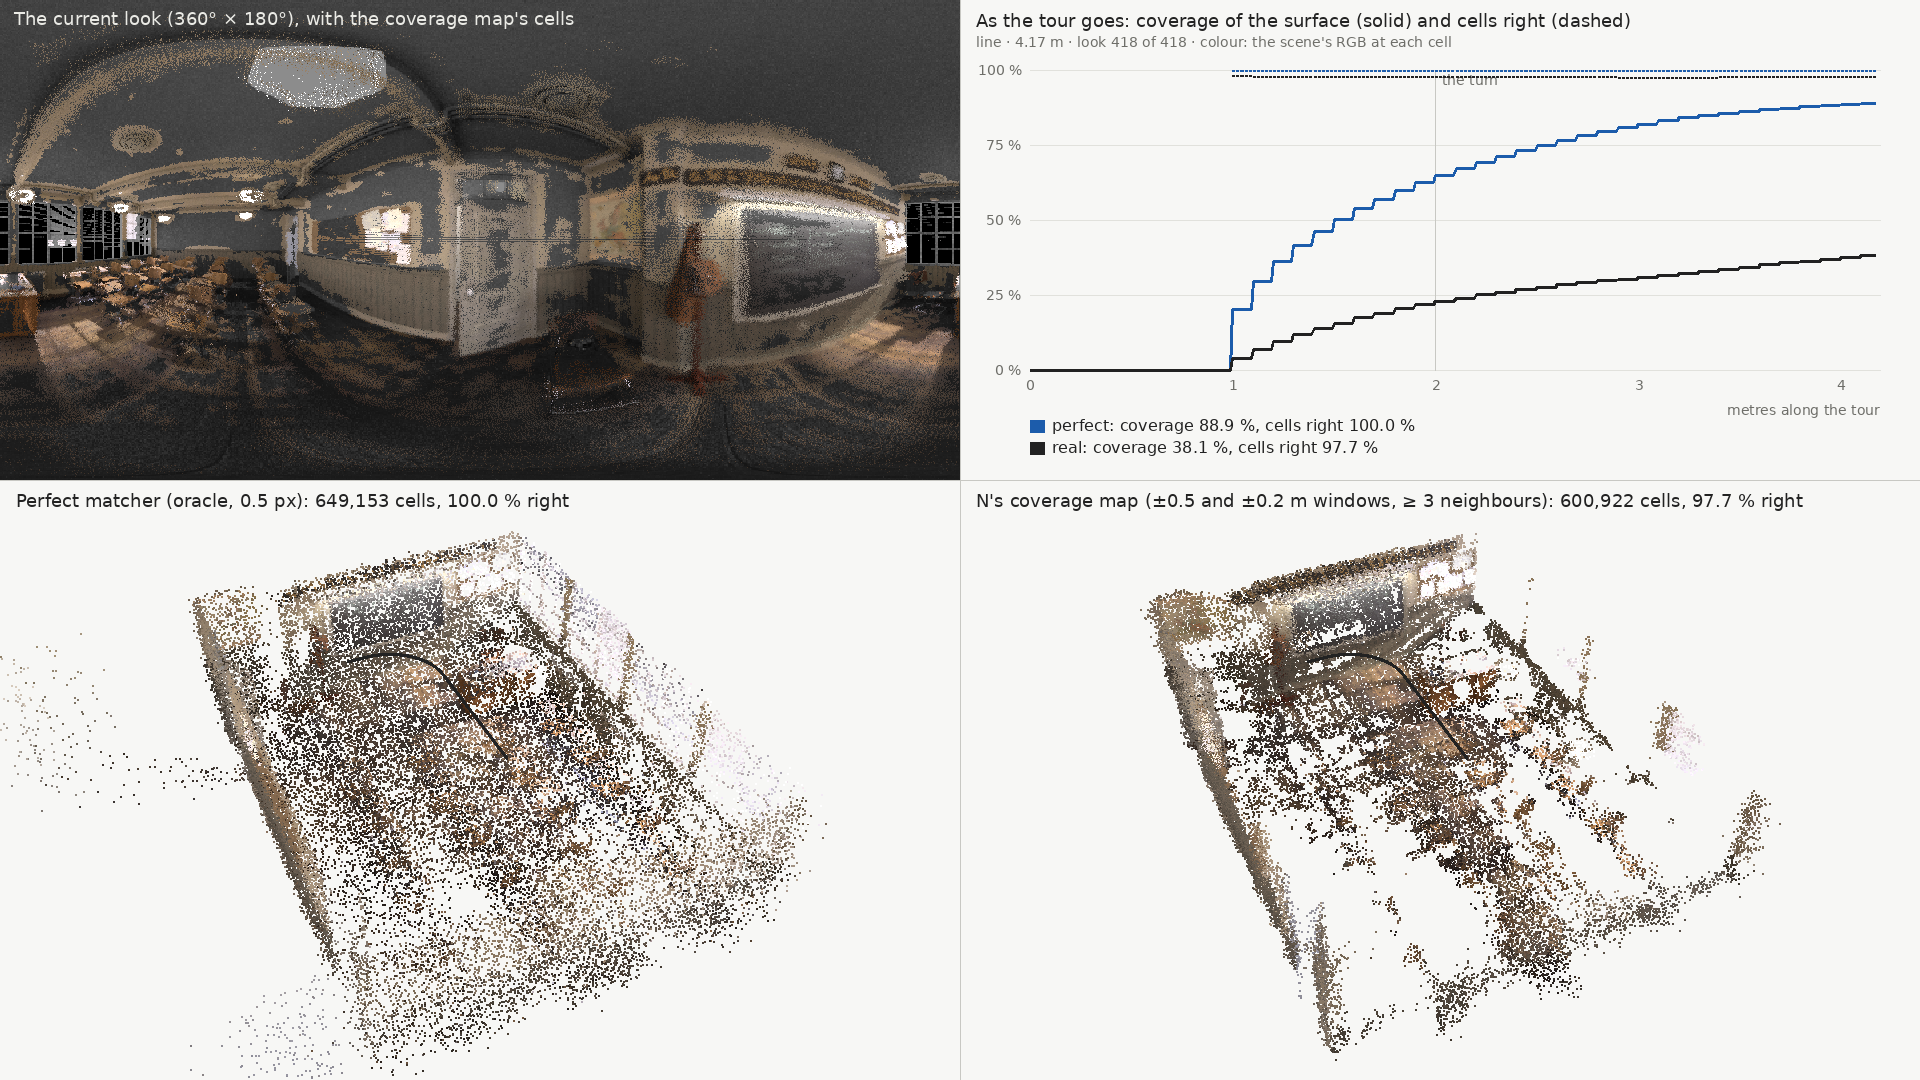 The current look (360° × 180°), with the coverage map's cells
As the tour goes: coverage of the surface (solid) and cells right (dashed)
line · 4.17 m · look 418 of 418 · colour: the scene's RGB at each cell
100 %
the turn
75 %
50 %
25 %
0 %
0
1
2
3
4
metres along the tour
perfect: coverage 88.9 %, cells right 100.0 %
real: coverage 38.1 %, cells right 97.7 %
Perfect matcher (oracle, 0.5 px): 649,153 cells, 100.0 % right
N's coverage map (±0.5 and ±0.2 m windows, ≥ 3 neighbours): 600,922 cells, 97.7 % right